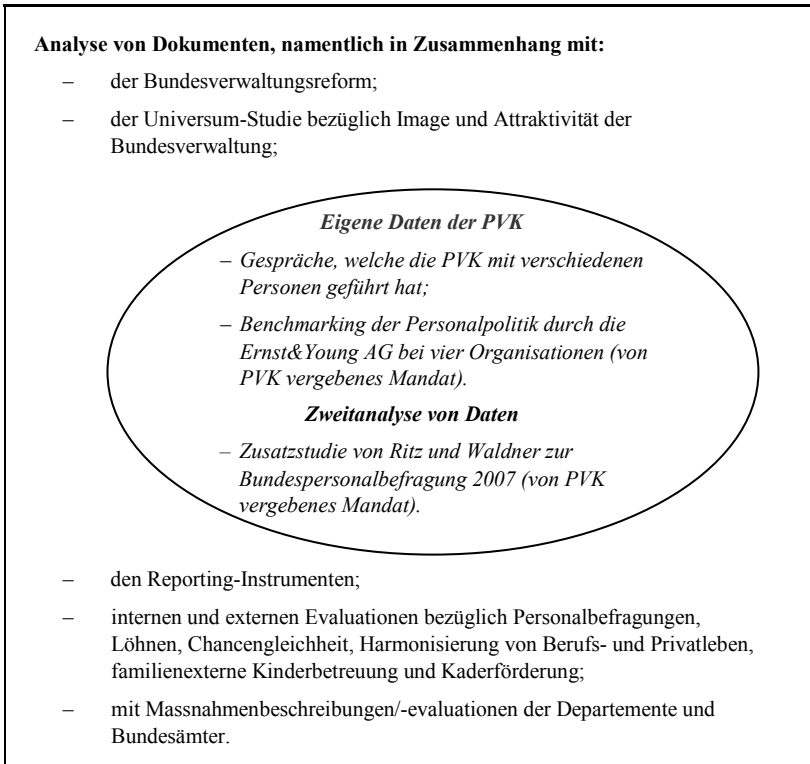 Analyse von Dokumenten, namentlich in Zusammenhang mit:
– der Bundesverwaltungsreform;
– der Universum-Studie bezüglich Image und Attraktivität der
Bundesverwaltung;
Eigene Daten der PVK
– Gespräche, welche die PVK mit verschiedenen
Personen geführt hat;
– Benchmarking der Personalpolitik durch die
Ernst&Young AG bei vier Organisationen (von
PVK vergebenes Mandat).
Zweitanalyse von Daten
– Zusatzstudie von Ritz und Waldner zur
Bundespersonalbefragung 2007 (von PVK
vergebenes Mandat).
– den Reporting-Instrumenten;
– internen und externen Evaluationen bezüglich Personalbefragungen,
Löhnen, Chancengleichheit, Harmonisierung von Berufs- und Privatleben,
familienexterne Kinderbetreuung und Kaderförderung;
– mit Massnahmenbeschreibungen/-evaluationen der Departemente und
Bundesämter.